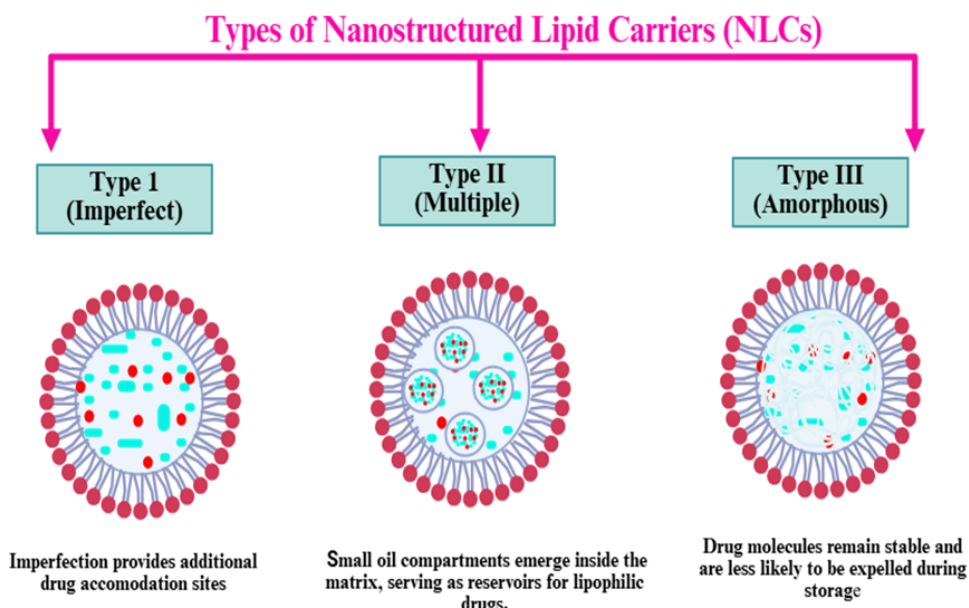 Types of Nanostructured Lipid Carriers (NLCs)
Type 1
(Imperfect)
Type II
(Multiple)
Type III
(Amorphous)
Imperfection provides additional
drug accomodation sites
Small oil compartments emerge inside the
matrix, serving as reservoirs for lipophilic
drugs.
Drug molecules remain stable and
are less likely to be expelled during
storage